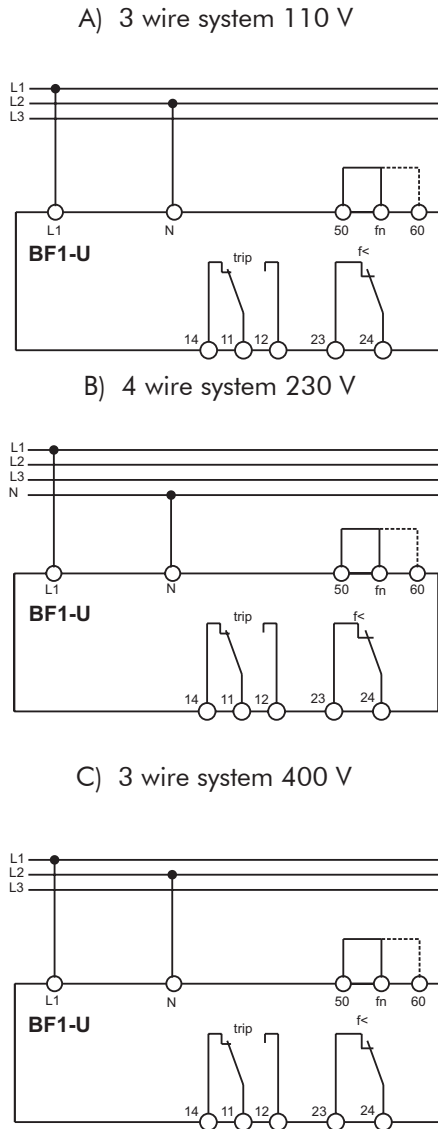 A) 3 wire system 110 V
L1
L2
L3
L1 N 50 fn 60
BF1-U
trip f<
14 11 12 23 24
B) 4 wire system 230 V
L1
L2
L3
N
L1 N 50 fn 60
BF1-U
trip f<
14 11 12 23 24
C) 3 wire system 400 V
L1
L2
L3
L1 N 50 fn 60
BF1-U
trip f<
14 11 12 23 24